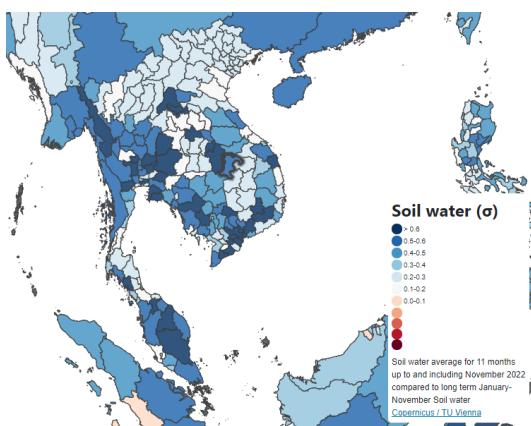 Soil water (σ)
> 0.6
0.5-0.6
0.4-0.5
0.3-0.4
0.2-0.3
0.1-0.2
0.0-0.1
Soil water average for 11 months
up to and including November 2022
compared to long term January-
November Soil water
Copernicus / TU Vienna